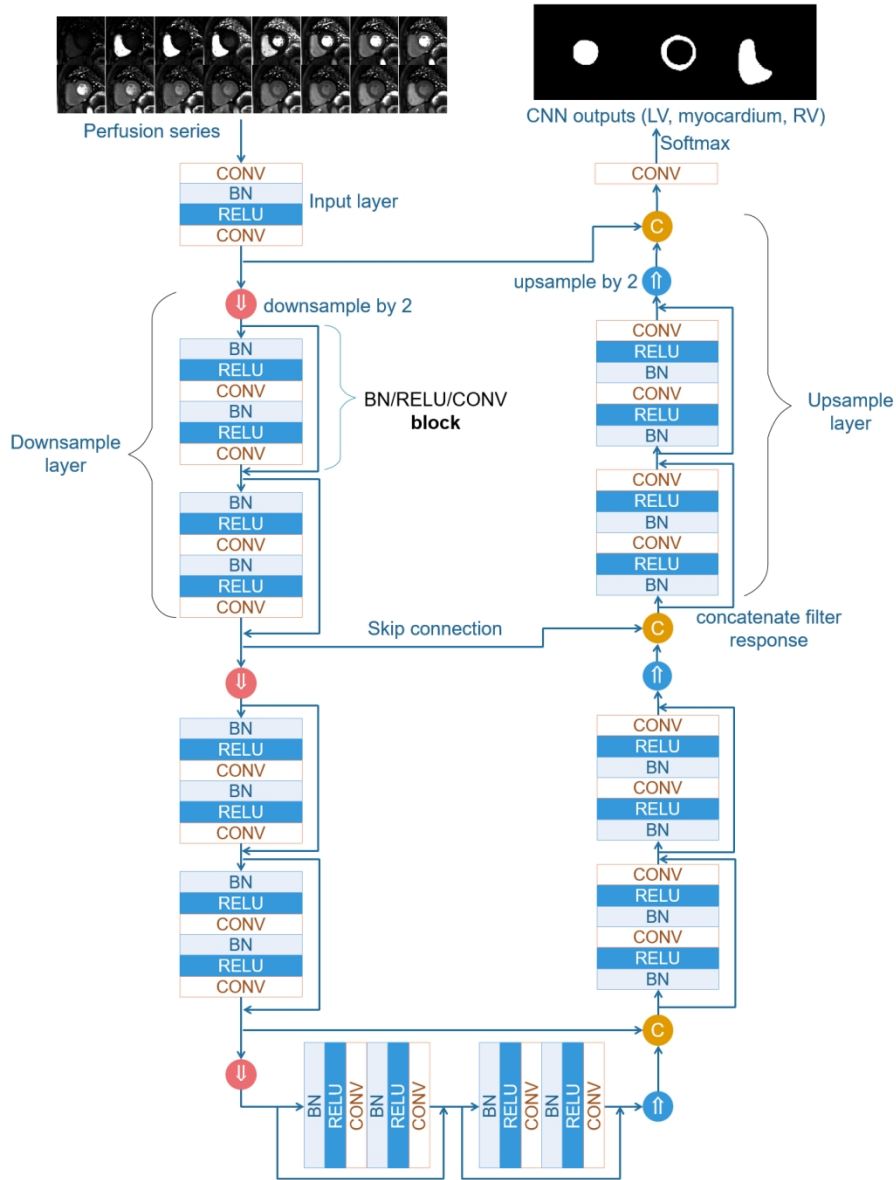 Perfusion series
CNN outputs (LV, myocardium, RV)
Softmax
CONV
BN
RELU
CONV
Input layer
CONV
C
downsample by 2
upsample by 2
BN
RELU
CONV
BN
RELU
CONV
BN/RELU/CONV
block
Downsample
layer
BN
RELU
CONV
BN
RELU
CONV
CONV
RELU
BN
CONV
RELU
BN
Upsample
layer
CONV
RELU
BN
CONV
RELU
BN
Skip connection
C
concatenate filter
response
BN
RELU
CONV
BN
RELU
CONV
BN
RELU
CONV
BN
RELU
CONV
CONV
RELU
BN
CONV
RELU
BN
CONV
RELU
BN
CONV
RELU
BN
C
BN
RELU
CONV
BN
RELU
CONV
BN
RELU
CONV
BN
RELU
CONV